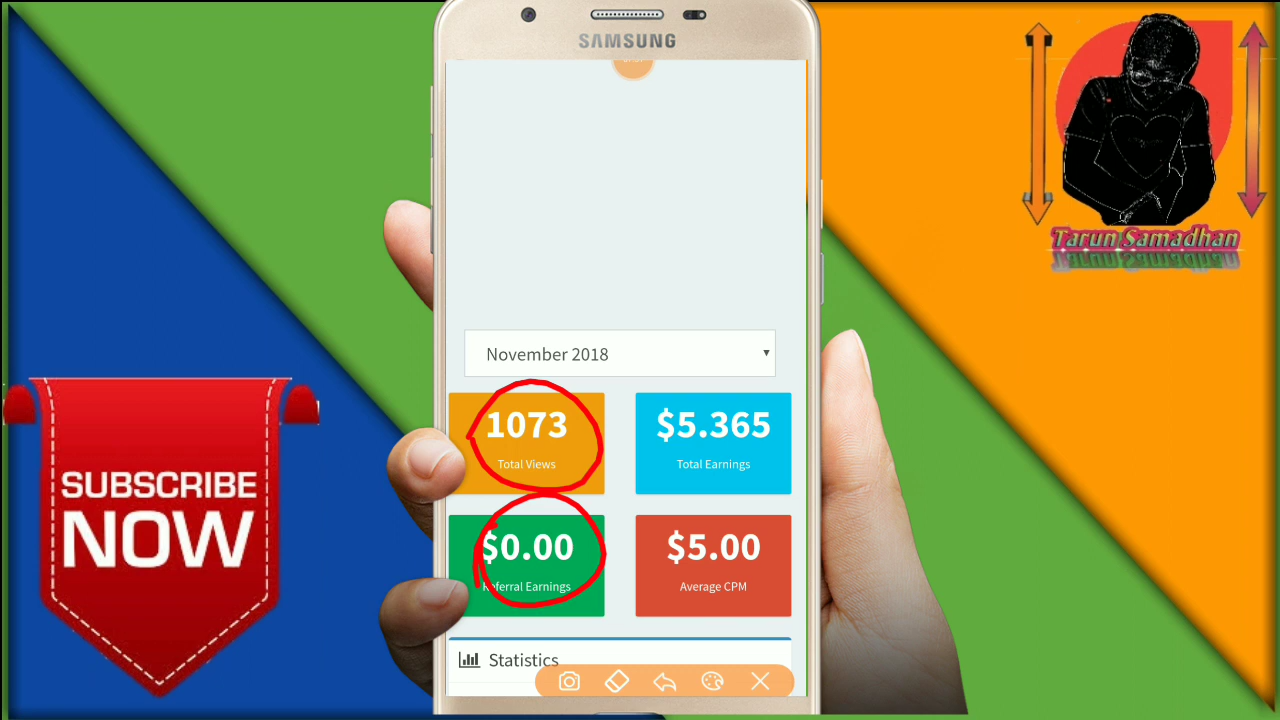 SAMSUNG
Tarun Samadhan
November 2018
1073
Total Views
$5.365
Total Earnings
$0.00
Referral Earnings
$5.00
Average CPM
Statistics
SUBSCRIBE
NOW